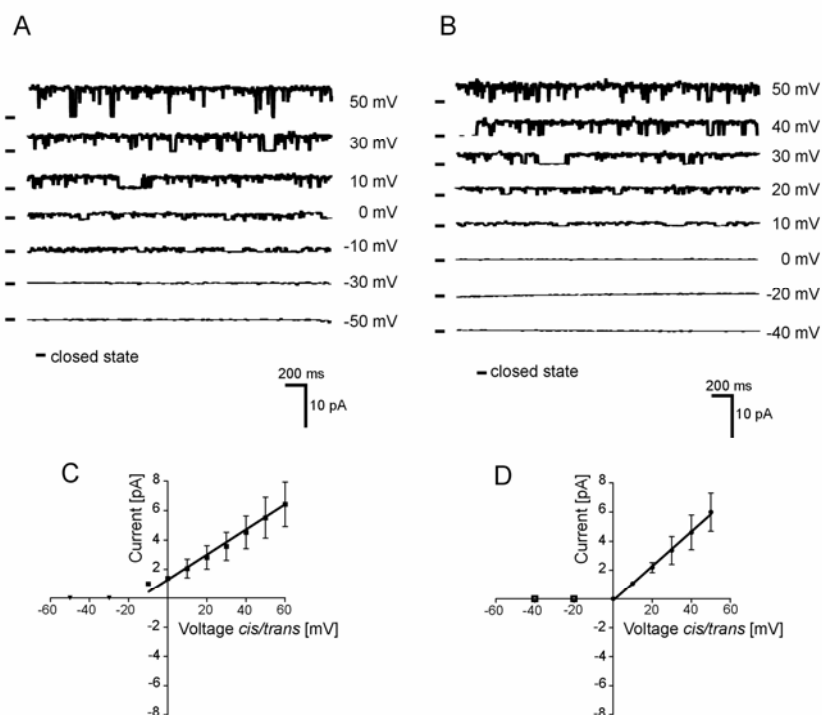 A
50 mV
30 mV
10 mV
0 mV
-10 mV
-30 mV
-50 mV
closed state
200 ms
10 pA
B
50 mV
40 mV
30 mV
20 mV
10 mV
0 mV
-20 mV
-40 mV
closed state
200 ms
10 pA
C
Current [pA]
8
6
4
2
-2
-4
-6
-8
-60 -40 -20 20 40 60
Voltage cis/trans [mV]
D
Current [pA]
8
6
4
2
-2
-4
-6
-8
-60 -40 -20 20 40 60
Voltage cis/trans [mV]